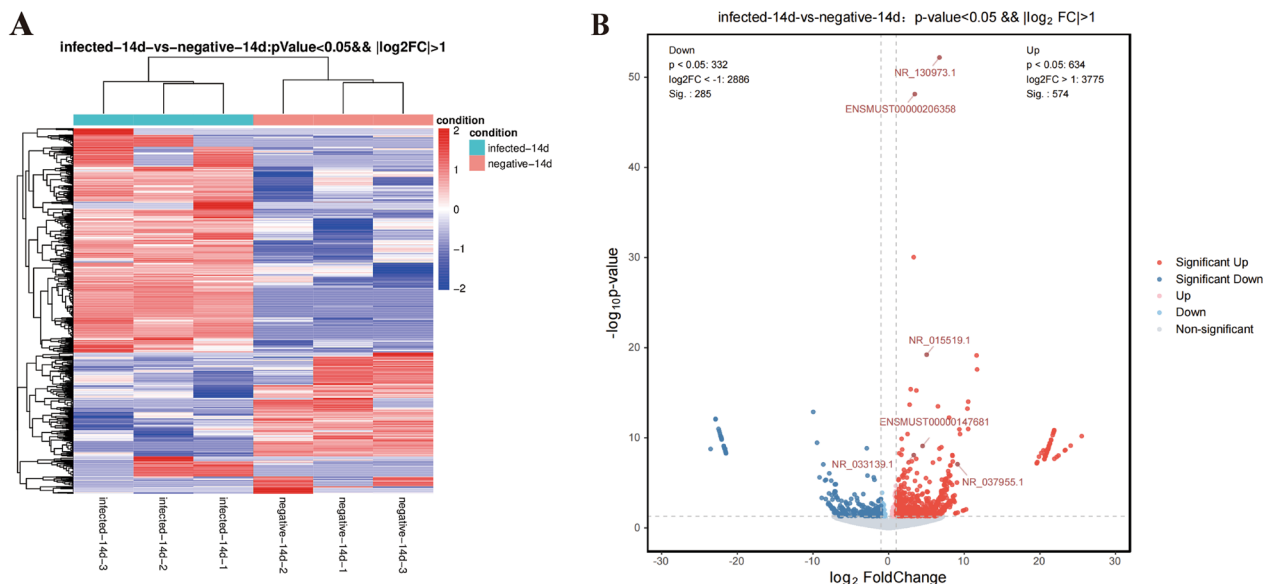 A
infected-14d-vs-negative-14d:pValue<0.05&& |log2FC|>1
condition
2
1
0
-1
-2
condition
infected-14d
negative-14d
infected-14d-3
infected-14d-2
infected-14d-1
negative-14d-2
negative-14d-1
negative-14d-3
B
infected-14d-vs-negative-14d: p-value<0.05 && |log2 FC|>1
Down
p < 0.05: 332
log2FC < -1: 2886
Sig. : 285
Up
p < 0.05: 634
log2FC > 1: 3775
Sig. : 574
NR_130973.1
ENSMUST00000206358
NR_015519.1
ENSMUST00000147681
NR_033139.1
NR_037955.1
-log10p-value
50
40
30
20
10
0
-30
-20
-10
0
10
20
30
log2 FoldChange
Significant Up
Significant Down
Up
Down
Non-significant